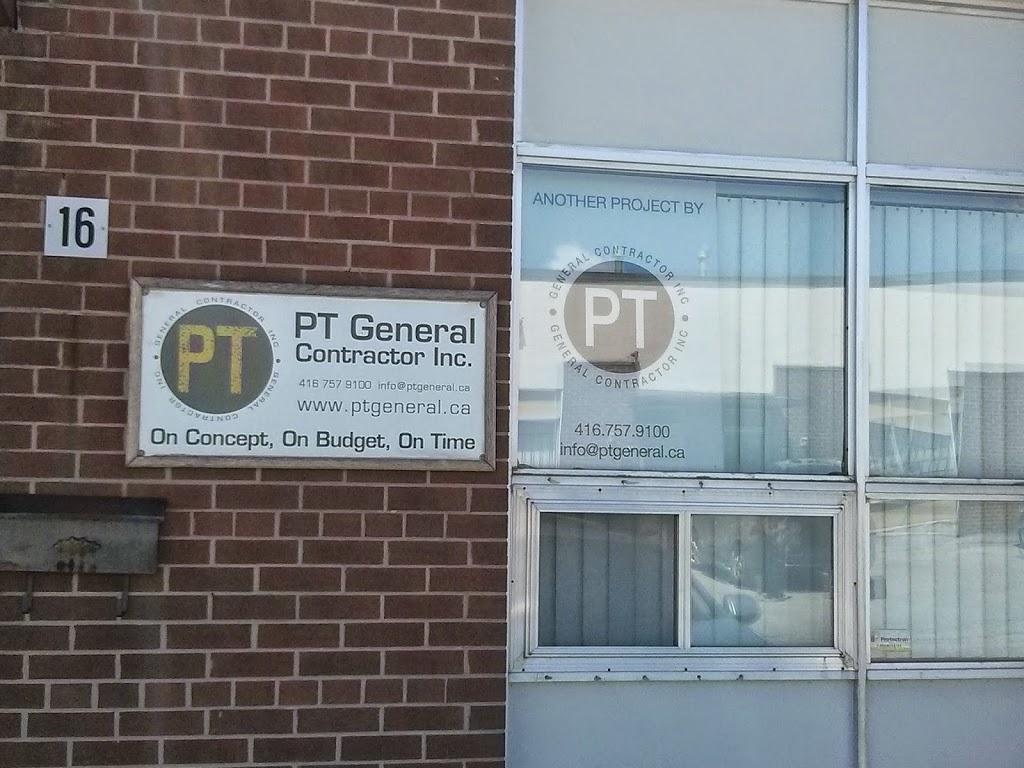 16
GENERAL CONTRACTOR INC • GENERAL CONTRACTOR INC •
PT
PT General
Contractor Inc.
416 757 9100 info@ptgeneral.ca
www.ptgeneral.ca
On Concept, On Budget, On Time
ANOTHER PROJECT BY
GENERAL CONTRACTOR INC • GENERAL CONTRACTOR INC •
PT
416.757.9100
info@ptgeneral.ca